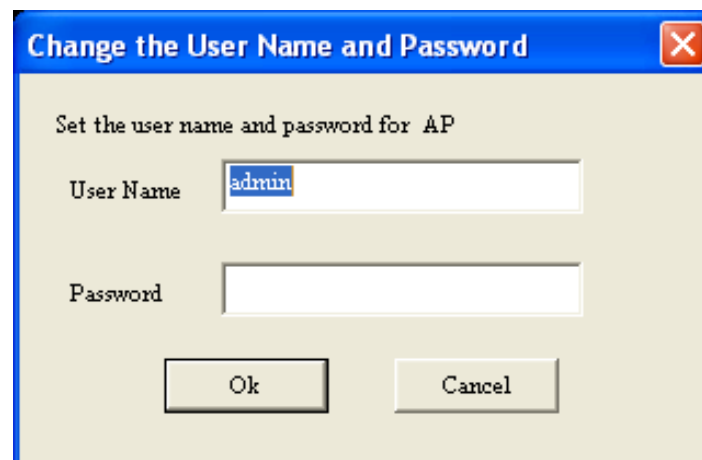 Change the User Name and Password
Set the user name and password for AP
User Name
admin
Password
Ok
Cancel